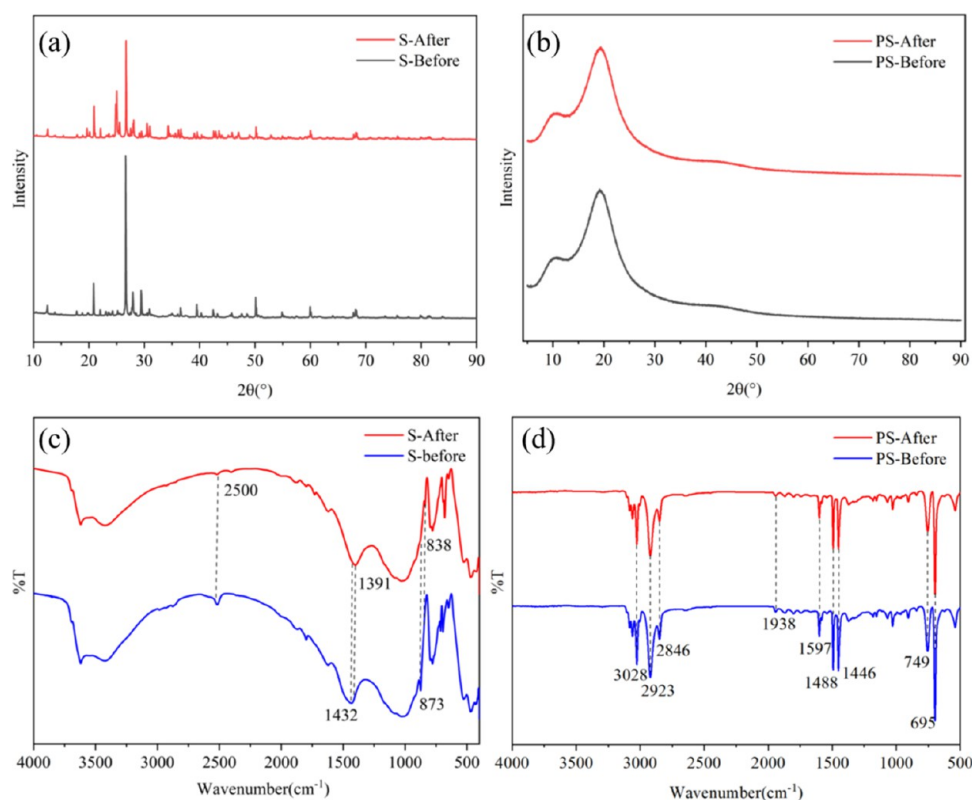 (a)
S-After
S-Before
Intensity
10 20 30 40 50 60 70 80 90
2θ(°)
(b)
PS-After
PS-Before
Intensity
10 20 30 40 50 60 70 80 90
2θ(°)
(c)
S-After
S-before
2500
838
1391
1432
873
%T
4000 3500 3000 2500 2000 1500 1000 500
Wavenumber(cm⁻¹)
(d)
PS-After
PS-Before
1938
1597
2846
3028
2923
1488
1446
749
695
%T
4000 3500 3000 2500 2000 1500 1000 500
Wavenumber(cm⁻¹)